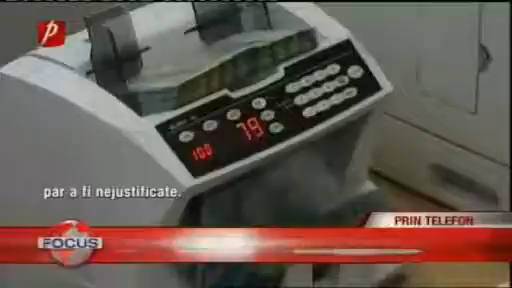 p
79
100
par a fi nejustificate.
PRIN TELEFON
FOCUS